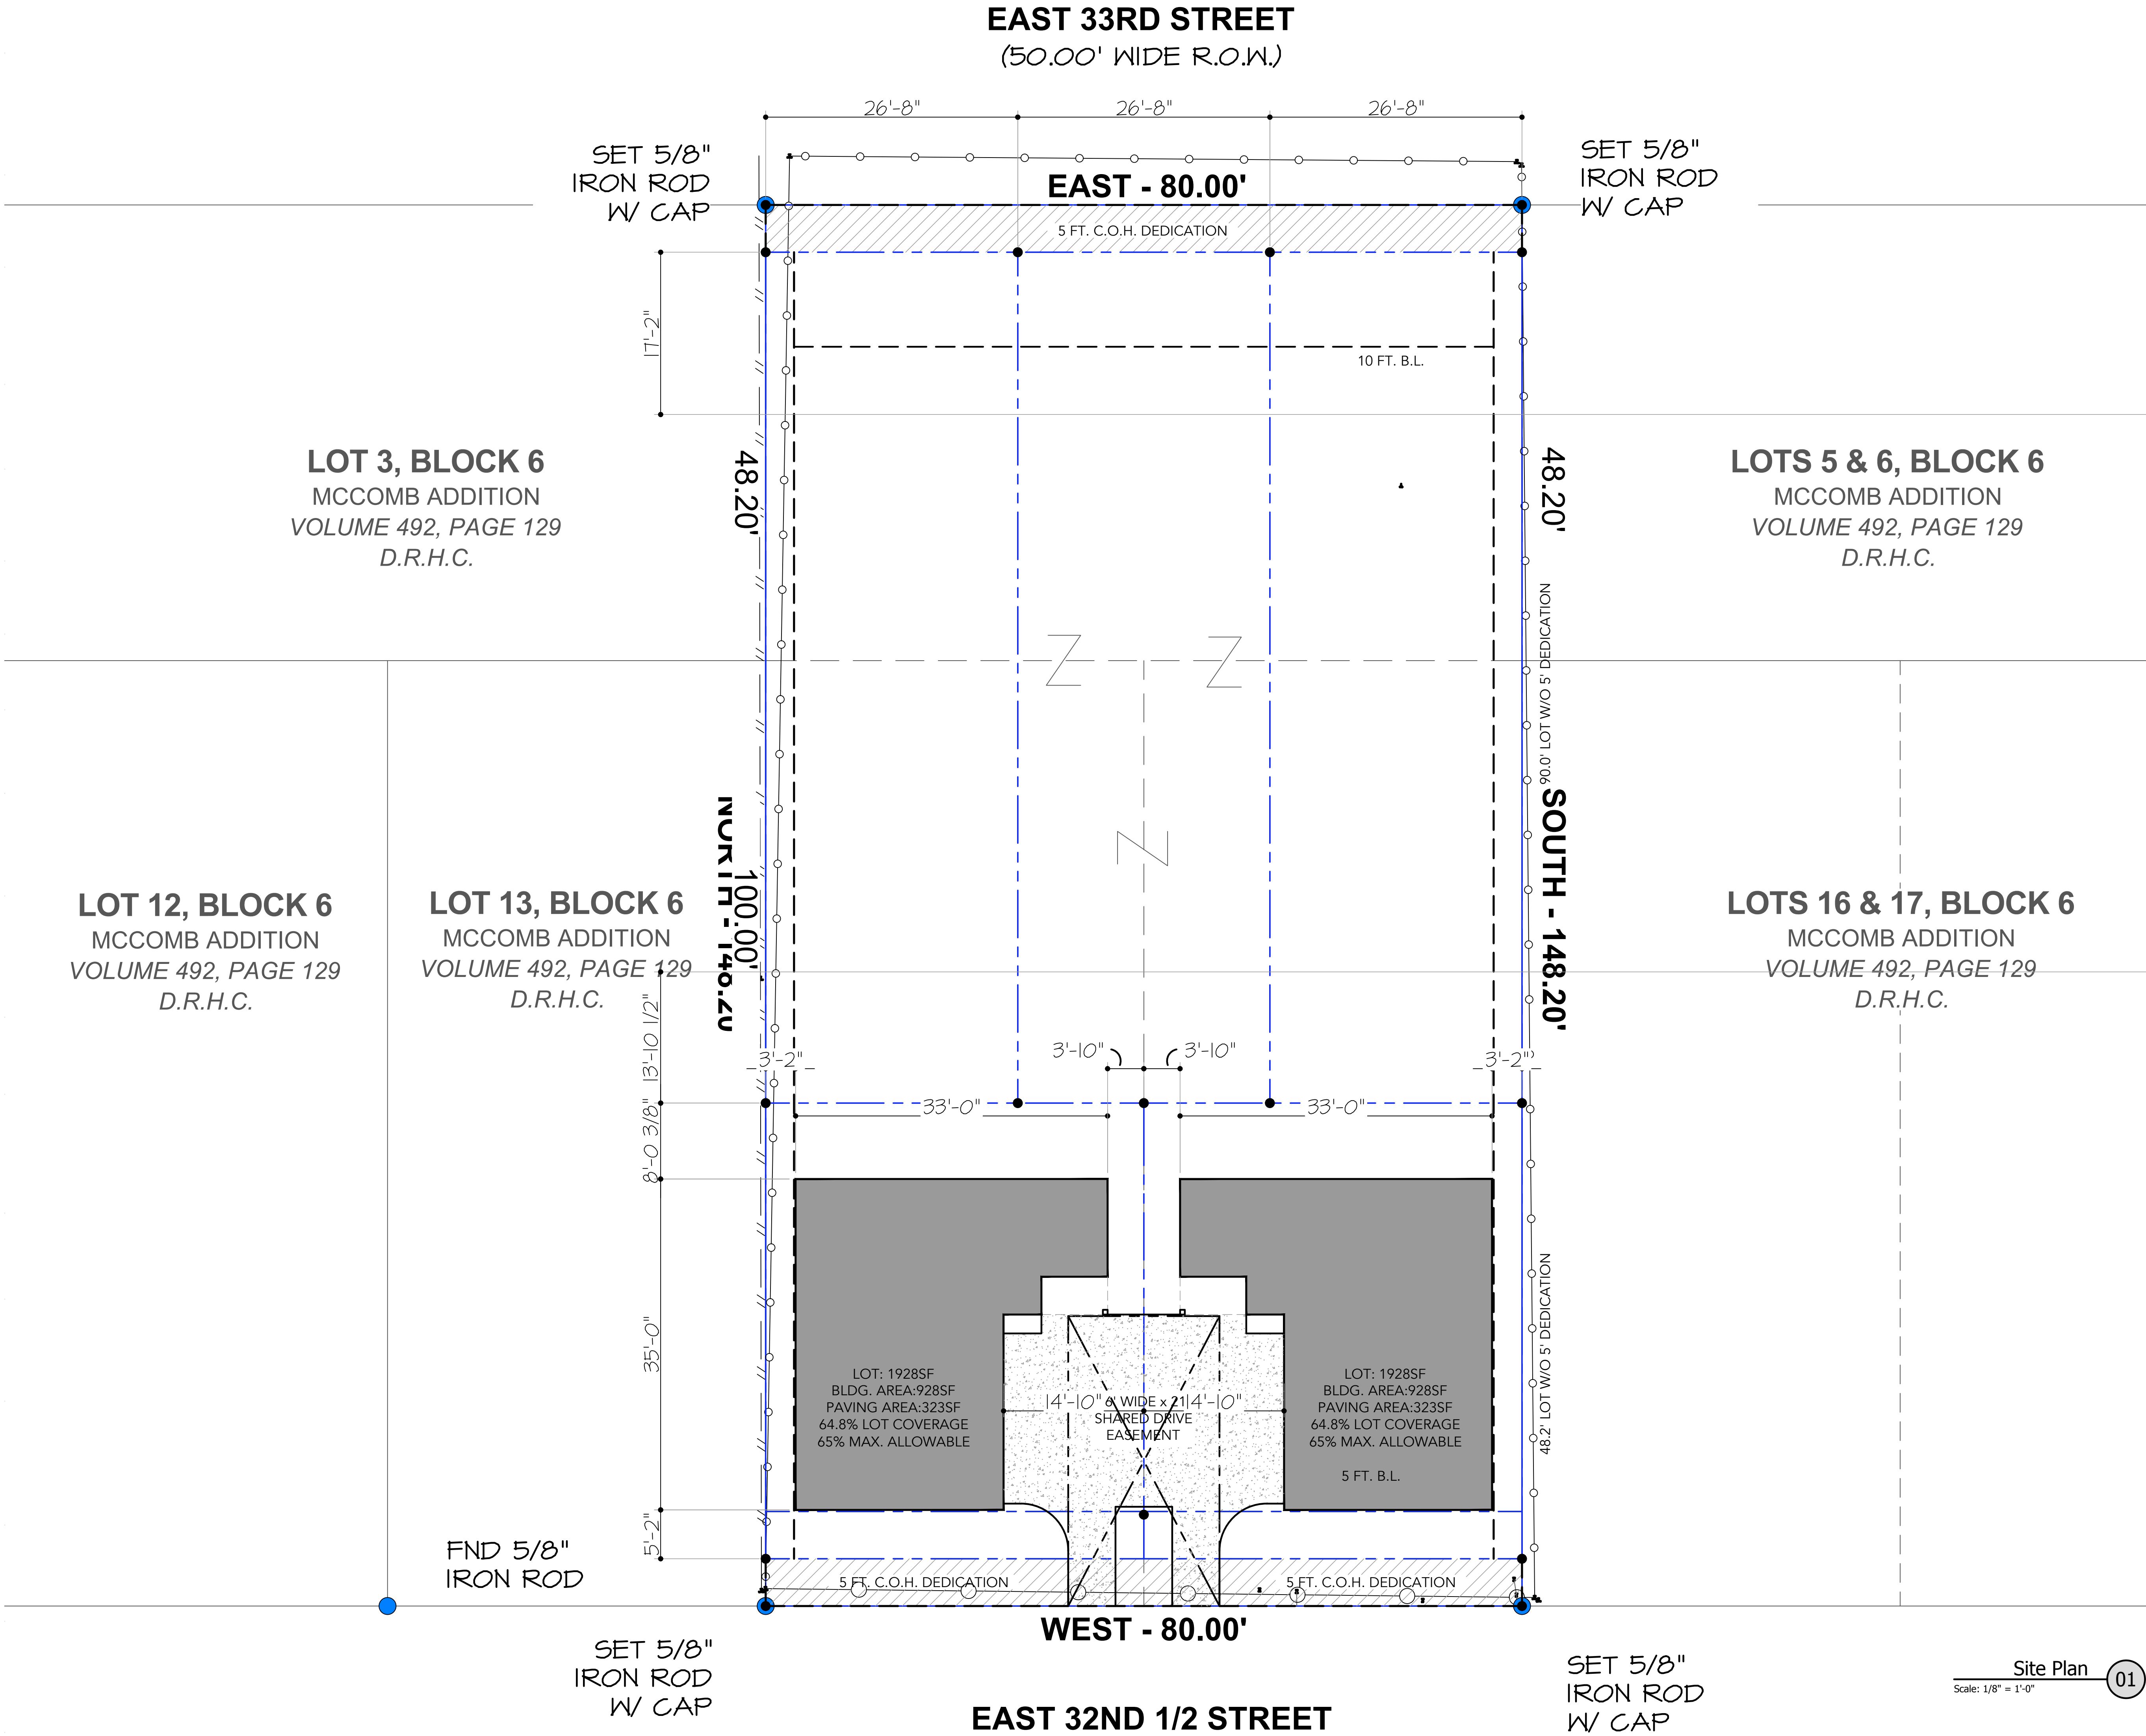 EAST 33RD STREET
(50.00' WIDE R.O.W.)
26'-8"
26'-8"
26'-8"
SET 5/8"
IRON ROD
W/ CAP
SET 5/8"
IRON ROD
W/ CAP
EAST - 80.00'
5 FT. C.O.H. DEDICATION
17'-2"
10 FT. B.L.
LOT 3, BLOCK 6
MCCOMB ADDITION
VOLUME 492, PAGE 129
D.R.H.C.
48.20'
48.20'
LOTS 5 & 6, BLOCK 6
MCCOMB ADDITION
VOLUME 492, PAGE 129
D.R.H.C.
90.0' LOT W/O 5' DEDICATION
Z
Z
Z
LOT 12, BLOCK 6
MCCOMB ADDITION
VOLUME 492, PAGE 129
D.R.H.C.
LOT 13, BLOCK 6
MCCOMB ADDITION
VOLUME 492, PAGE 129
D.R.H.C.
NORTH - 148.20'
100.00'
SOUTH - 148.20'
LOTS 16 & 17, BLOCK 6
MCCOMB ADDITION
VOLUME 492, PAGE 129
D.R.H.C.
13'-10 1/2"
3'-2"
3'-10"
3'-10"
3'-2"
8'-0 3/8"
33'-0"
33'-0"
35'-0"
LOT: 1928SF
BLDG. AREA:928SF
PAVING AREA:323SF
64.8% LOT COVERAGE
65% MAX. ALLOWABLE
14'-10"
WIDE x 21
14'-10"
SHARED DRIVE
EASEMENT
LOT: 1928SF
BLDG. AREA:928SF
PAVING AREA:323SF
64.8% LOT COVERAGE
65% MAX. ALLOWABLE
5 FT. B.L.
48.2' LOT W/O 5' DEDICATION
5'-2"
FND 5/8"
IRON ROD
5 FT. C.O.H. DEDICATION
5 FT. C.O.H. DEDICATION
WEST - 80.00'
SET 5/8"
IRON ROD
W/ CAP
SET 5/8"
IRON ROD
W/ CAP
EAST 32ND 1/2 STREET
Site Plan
01
Scale: 1/8" = 1'-0"